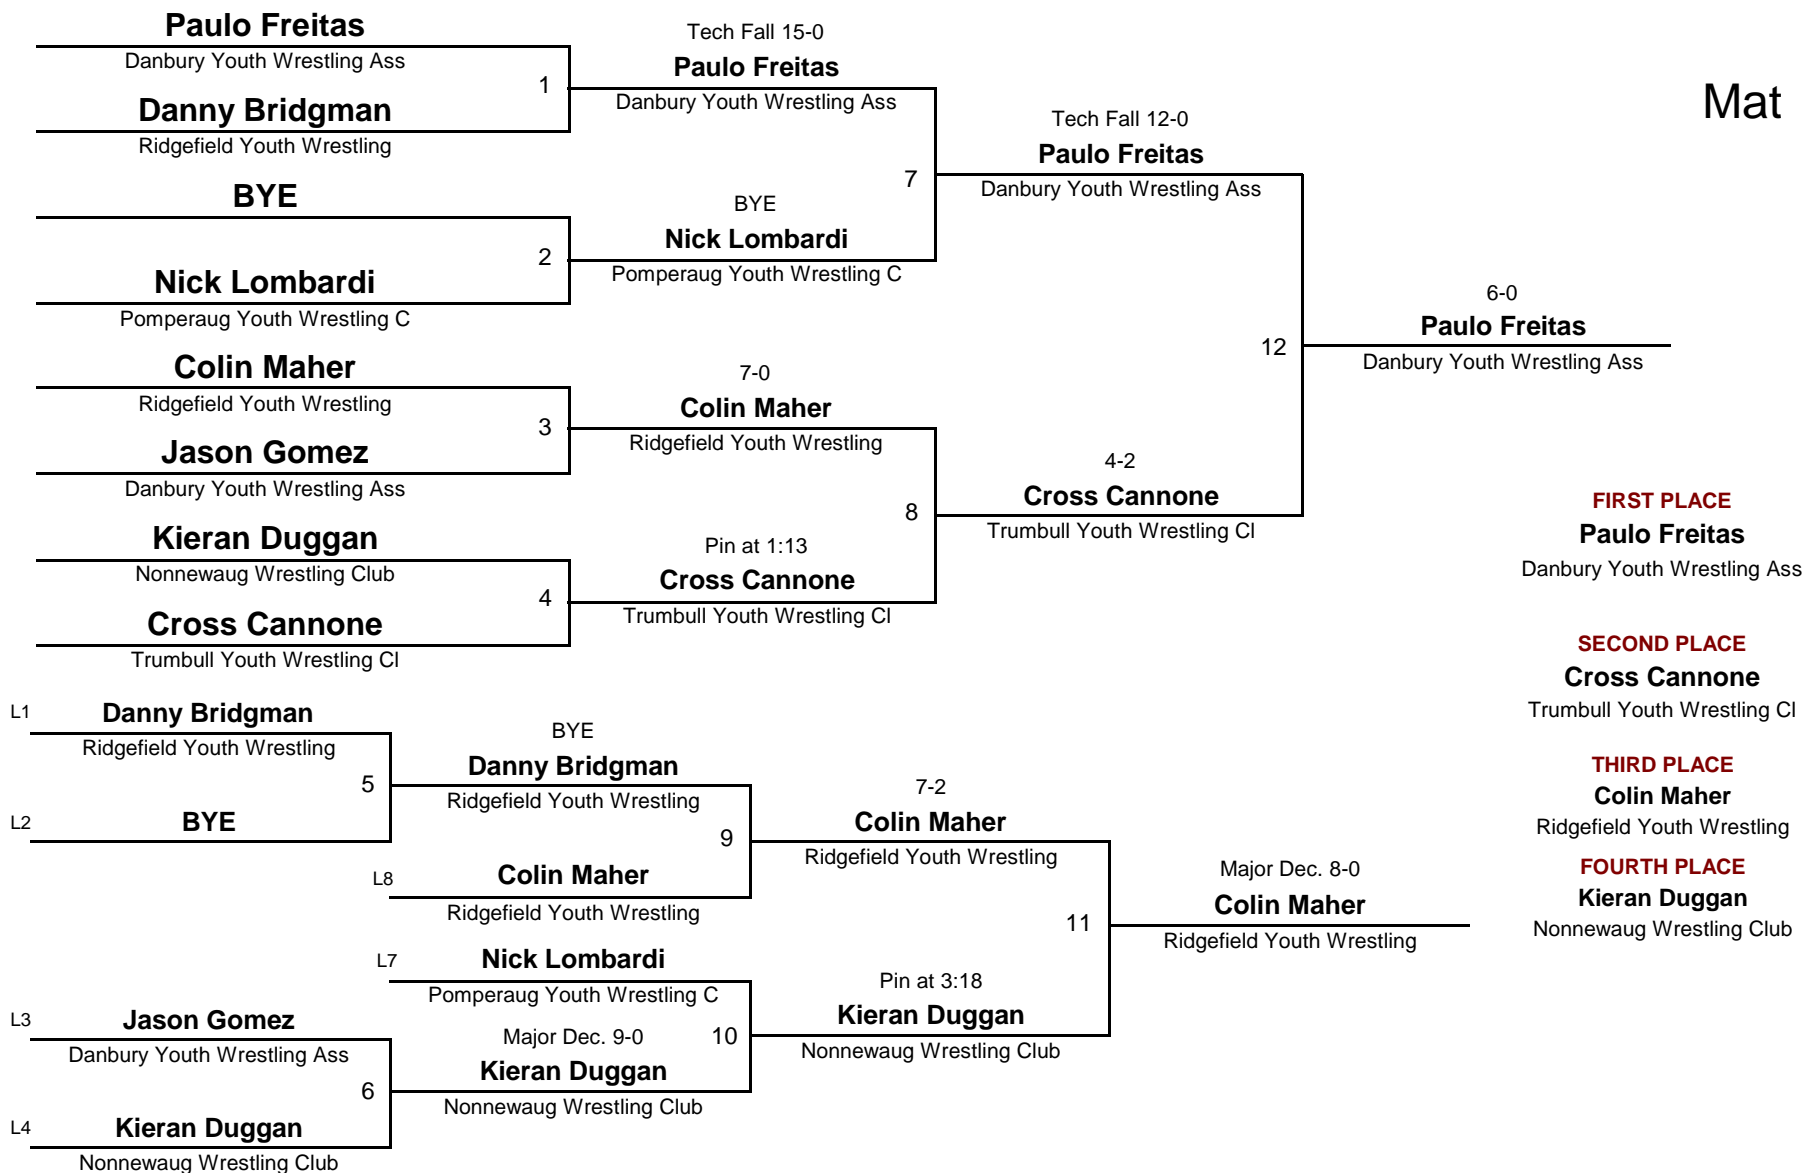 Paulo Freitas
Danbury Youth Wrestling Ass
1
Danny Bridgman
Ridgefield Youth Wrestling
BYE
2
Nick Lombardi
Pomperaug Youth Wrestling C
Colin Maher
Ridgefield Youth Wrestling
3
Jason Gomez
Danbury Youth Wrestling Ass
Kieran Duggan
Nonnewaug Wrestling Club
4
Cross Cannone
Trumbull Youth Wrestling Cl
Tech Fall 15-0
Paulo Freitas
Danbury Youth Wrestling Ass
7
BYE
Nick Lombardi
Pomperaug Youth Wrestling C
7-0
Colin Maher
Ridgefield Youth Wrestling
8
Pin at 1:13
Cross Cannone
Trumbull Youth Wrestling Cl
Tech Fall 12-0
Paulo Freitas
Danbury Youth Wrestling Ass
12
4-2
Cross Cannone
Trumbull Youth Wrestling Cl
6-0
Paulo Freitas
Danbury Youth Wrestling Ass
Mat
FIRST PLACE
Paulo Freitas
Danbury Youth Wrestling Ass
SECOND PLACE
Cross Cannone
Trumbull Youth Wrestling Cl
THIRD PLACE
Colin Maher
Ridgefield Youth Wrestling
FOURTH PLACE
Kieran Duggan
Nonnewaug Wrestling Club
L1
Danny Bridgman
Ridgefield Youth Wrestling
5
L2
BYE
L3
Jason Gomez
Danbury Youth Wrestling Ass
6
L4
Kieran Duggan
Nonnewaug Wrestling Club
BYE
Danny Bridgman
Ridgefield Youth Wrestling
9
L8
Colin Maher
Ridgefield Youth Wrestling
L7
Nick Lombardi
Pomperaug Youth Wrestling C
10
Major Dec. 9-0
Kieran Duggan
Nonnewaug Wrestling Club
7-2
Colin Maher
Ridgefield Youth Wrestling
11
Pin at 3:18
Kieran Duggan
Nonnewaug Wrestling Club
Major Dec. 8-0
Colin Maher
Ridgefield Youth Wrestling